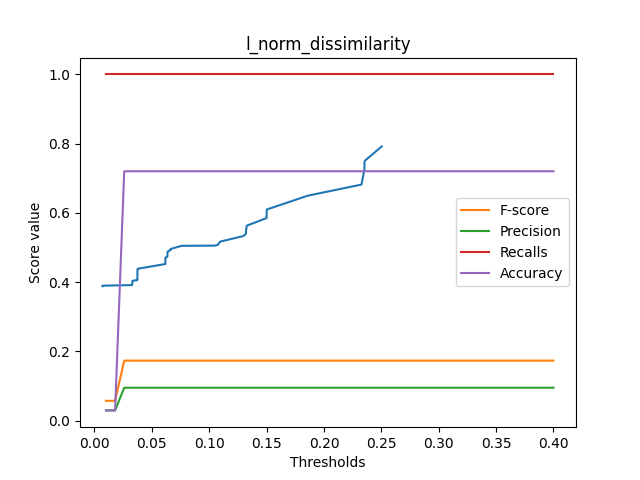 l_norm_dissimilarity
1.0
0.8
0.6
0.4
0.2
0.0
Score value
F-score
Precision
Recalls
Accuracy
0.00 0.05 0.10 0.15 0.20 0.25 0.30 0.35 0.40
Thresholds